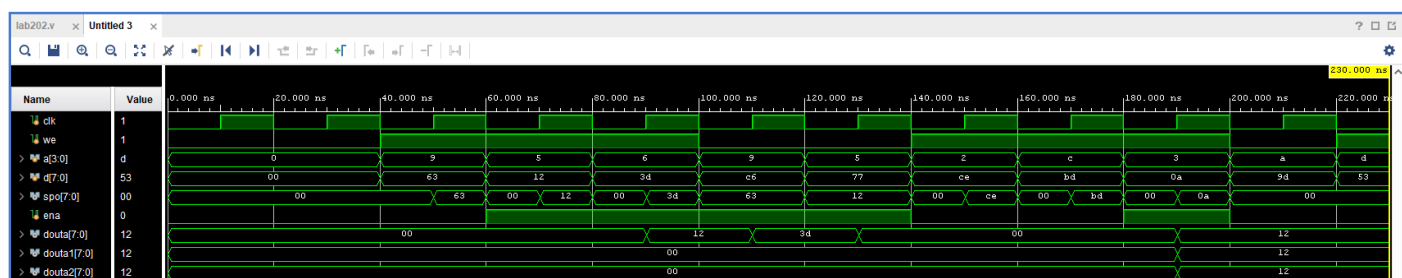 lab202.v × Untitled 3 ×
230.000 ns
Name Value 0.000 ns 20.000 ns 40.000 ns 60.000 ns 80.000 ns 100.000 ns 120.000 ns 140.000 ns 160.000 ns 180.000 ns 200.000 ns 220.000 n
clk 1
we 1
a[3:0] d 0 9 5 6 9 5 2 c 3 a d
d[7:0] 53 00 63 12 3d c6 77 ce bd 0a 9d 53
spo[7:0] 00 00 63 00 12 00 3d 63 12 00 ce 00 bd 00 0a 00
ena 0
douta[7:0] 12 00 12 3d 00 12
douta1[7:0] 12 00 12
douta2[7:0] 12 00 12